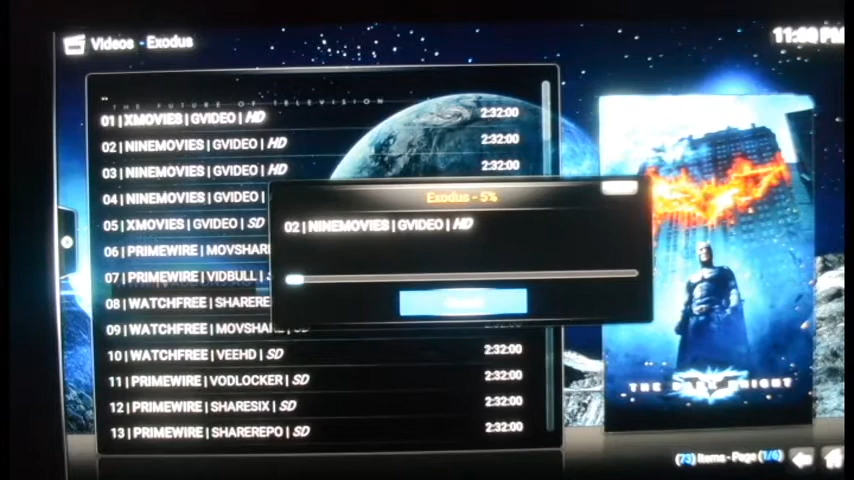 Videos - Exodus
11:50 PM
..
THE FUTURE OF TELEVISION
01 | XMOVIES | GVIDEO | HD
2:32:00
02 | NINEMOVIES | GVIDEO | HD
2:32:00
03 | NINEMOVIES | GVIDEO | HD
2:32:00
04 | NINEMOVIES | GVIDEO |
05 | XMOVIES | GVIDEO | SD
06 | PRIMEWIRE | MOVSHAR
07 | PRIMEWIRE | VIDBULL |
08 | WATCHFREE | SHARERE
09 | WATCHFREE | MOVSHA
10 | WATCHFREE | VEEHD | SD
2:32:00
11 | PRIMEWIRE | VODLOCKER | SD
2:32:00
12 | PRIMEWIRE | SHARESIX | SD
2:32:00
13 | PRIMEWIRE | SHAREREPO | SD
2:32:00
Exodus - 5%
02 | NINEMOVIES | GVIDEO | HD
THE DARK KNIGHT
(73) Items - Page (1/6)